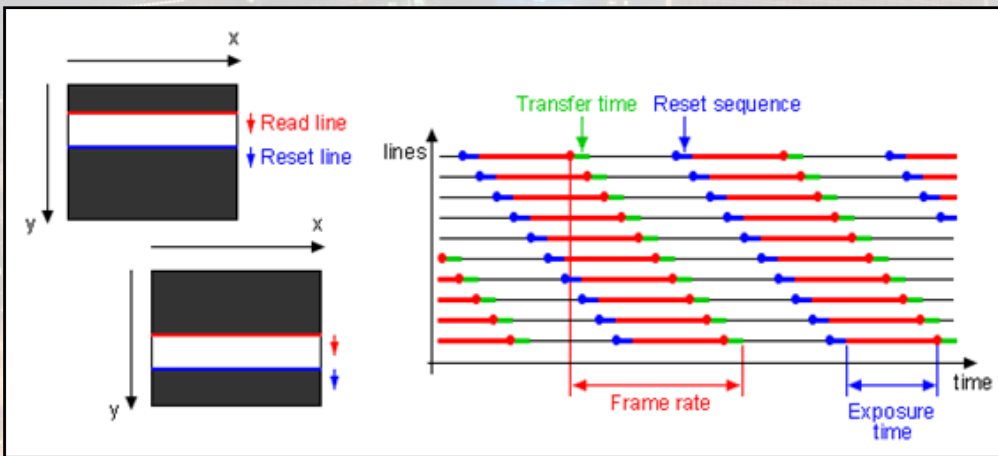 x
Read line
Reset line
y
x
y
Transfer time
Reset sequence
lines
time
Frame rate
Exposure
time